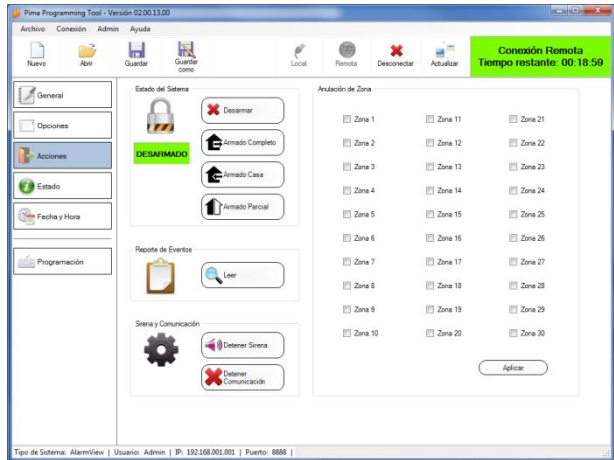 Pima Programming Tool - Versión 02.00.13.00
Archivo Conexión Admin Ayuda
Nuevo Abrir Guardar Guardar como Local Remota Desconectar Actualizar
Conexión Remota
Tiempo restante: 00:18:59
General
Opciones
Acciones
Estado
Fecha y Hora
Programación
Estado del Sistema
DESARMADO
Desarmar
Armado Completo
Armado Casa
Armado Parcial
Reporte de Eventos
Leer
Sirena y Comunicación
Detener Sirena
Detener
Comunicación
Anulación de Zona
Zona 1 Zona 11 Zona 21
Zona 2 Zona 12 Zona 22
Zona 3 Zona 13 Zona 23
Zona 4 Zona 14 Zona 24
Zona 5 Zona 15 Zona 25
Zona 6 Zona 16 Zona 26
Zona 7 Zona 17 Zona 27
Zona 8 Zona 18 Zona 28
Zona 9 Zona 19 Zona 29
Zona 10 Zona 20 Zona 30
Aplicar
Tipo de Sistema: AlarmView | Usuario: Admin | IP: 192.168.001.001 | Puerto: 8888 |